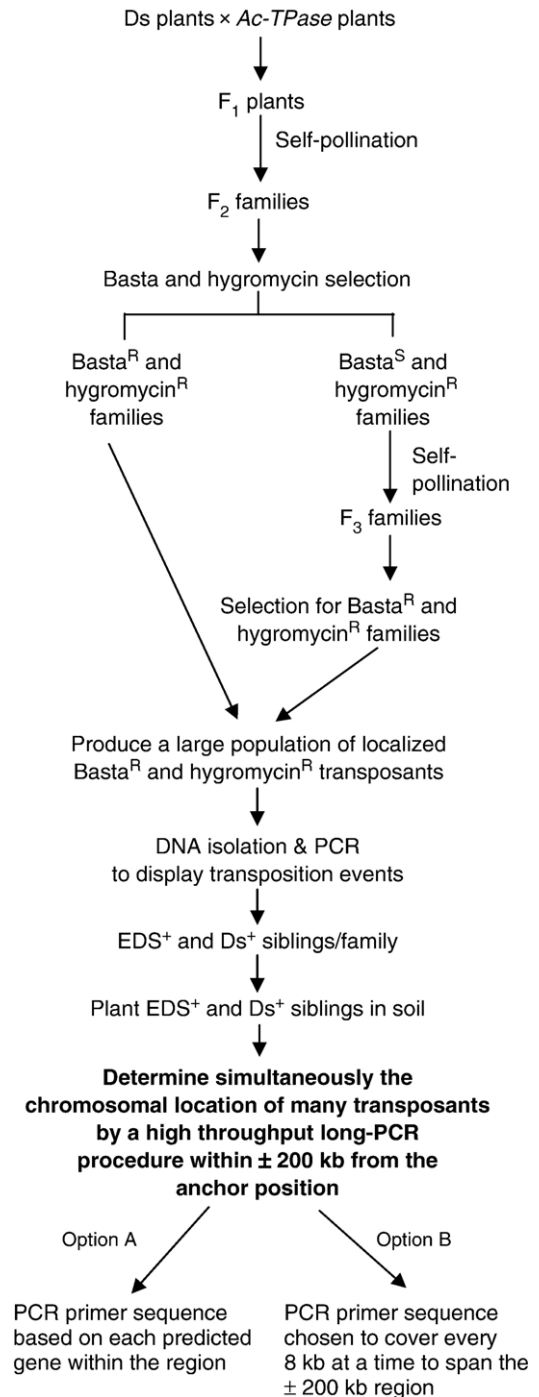 Ds plants × Ac-TPase plants
F1 plants
Self-pollination
F2 families
Basta and hygromycin selection
BastaR and
hygromycinR
families
BastaS and
hygromycinR
families
Self-
pollination
F3 families
Selection for BastaR and
hygromycinR families
Produce a large population of localized
BastaR and hygromycinR transposants
DNA isolation & PCR
to display transposition events
EDS+ and Ds+ siblings/family
Plant EDS+ and Ds+ siblings in soil
Determine simultaneously the
chromosomal location of many transposants
by a high throughput long-PCR
procedure within ± 200 kb from the
anchor position
Option A
Option B
PCR primer sequence
based on each predicted
gene within the region
PCR primer sequence
chosen to cover every
8 kb at a time to span the
± 200 kb region